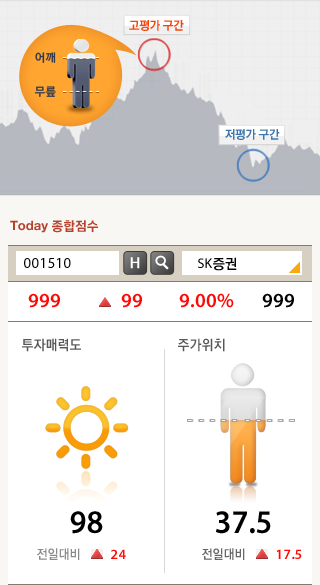 고평가 구간
어깨
무릎
저평가 구간
Today 종합점수
001510 H SK증권
999 ▲ 99 9.00% 999
투자매력도 주가위치
98 37.5
전일대비 ▲ 24 전일대비 ▲ 17.5